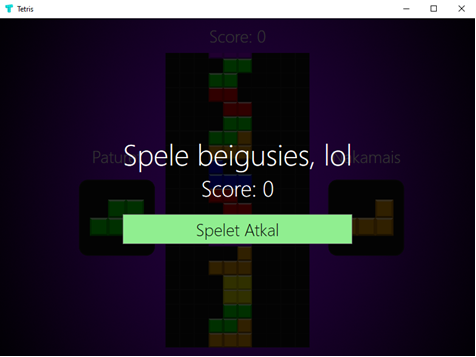 Tetris
Score: 0
Spele beigusies, lol
Score: 0
Spelet Atkal